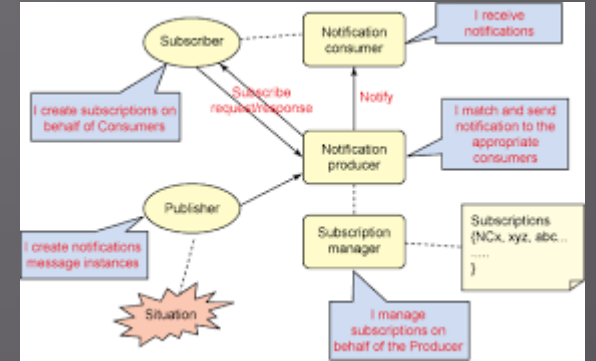 I receive
notifications
Subscriber
Notification
consumer
I create subscriptions on
behalf of Consumers
Subscribe
request/response
Notify
I match and send
notification to the
appropriate
consumers
Notification
producer
Publisher
I create notifications
message instances
Subscription
manager
Subscriptions
{NCx, xyz, abc...
.....
}
Situation
I manage
subscriptions on
behalf of the Producer